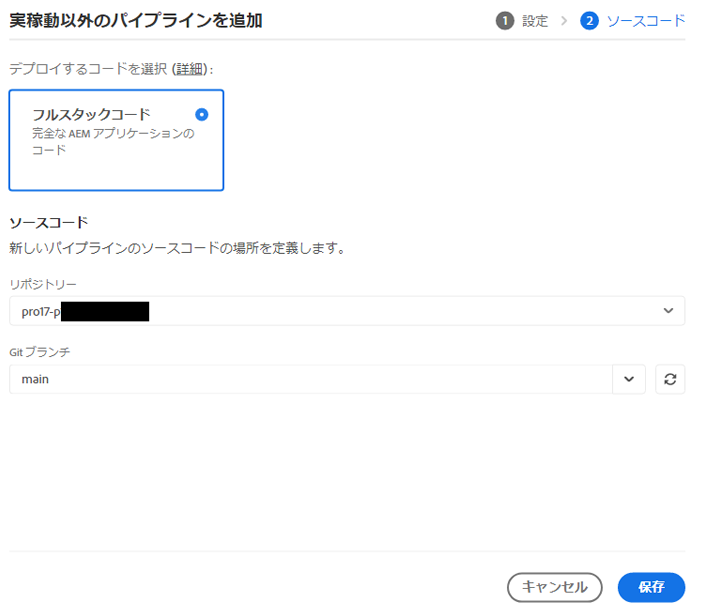 実稼動以外のパイプラインを追加
1 設定 > 2 ソースコード
デプロイするコードを選択 (詳細) :
フルスタックコード
完全な AEM アプリケーションの
コード
ソースコード
新しいパイプラインのソースコードの場所を定義します。
リポジトリー
pro17-p
Git ブランチ
main
キャンセル 保存